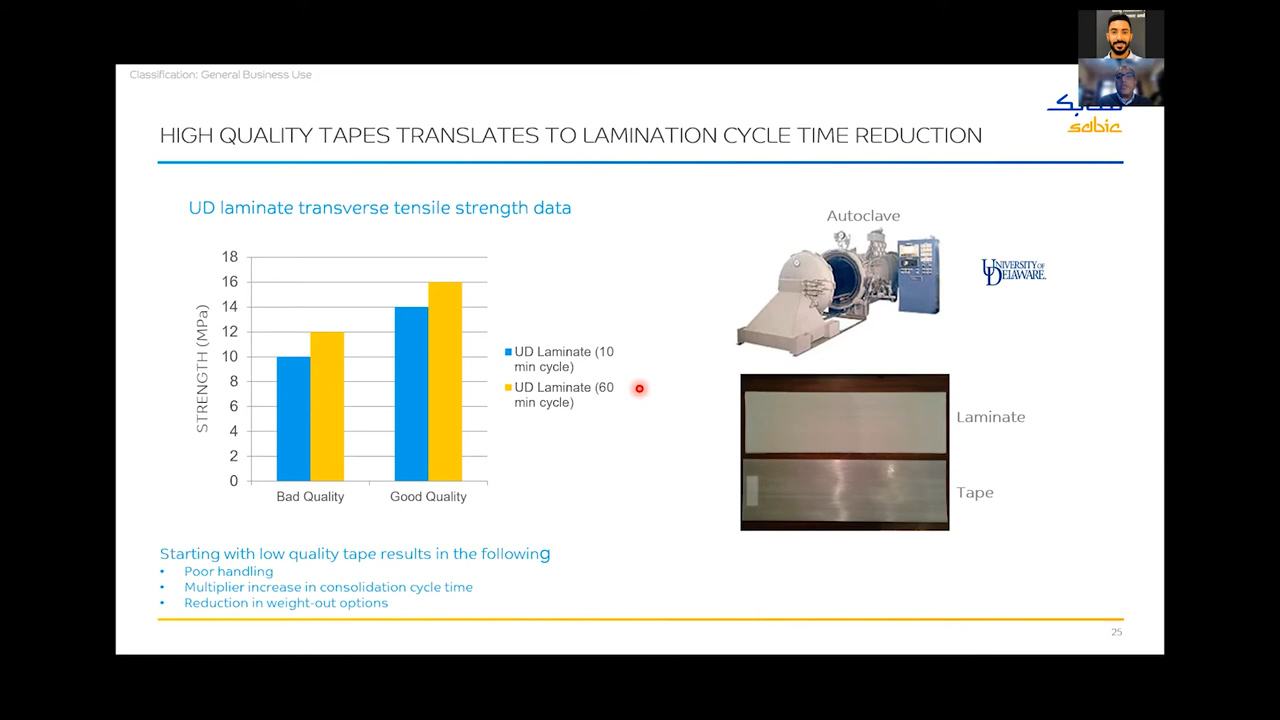 Classification: General Business Use
سابك
sabic
HIGH QUALITY TAPES TRANSLATES TO LAMINATION CYCLE TIME REDUCTION
UD laminate transverse tensile strength data
STRENGTH (MPa)
18
16
14
12
10
8
6
4
2
0
Bad Quality
Good Quality
UD Laminate (10
min cycle)
UD Laminate (60
min cycle)
Autoclave
UNIVERSITY OF
DELAWARE.
Laminate
Tape
Starting with low quality tape results in the following
• Poor handling
• Multiplier increase in consolidation cycle time
• Reduction in weight-out options
25